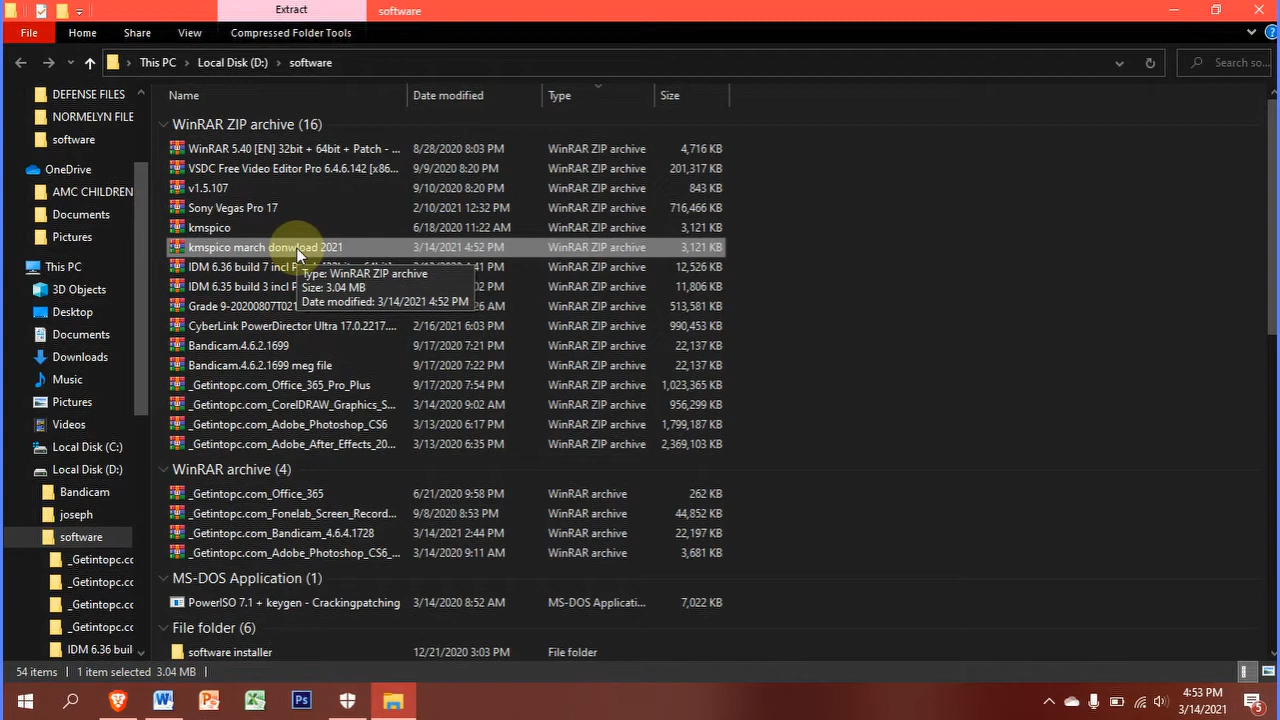 Extract
software
File
Home
Share
View
Compressed Folder Tools
This PC
Local Disk (D:)
software
Search so...
Name
Date modified
Type
Size
DEFENSE FILES
NORMELYN FILE
software
OneDrive
AMC CHILDREN
Documents
Pictures
This PC
3D Objects
Desktop
Documents
Downloads
Music
Pictures
Videos
Local Disk (C:)
Local Disk (D:)
Bandicam
joseph
software
_Getintopc.cc
_Getintopc.cc
_Getintopc.cc
_Getintopc.cc
IDM 6.36 buil
WinRAR ZIP archive (16)
WinRAR 5.40 [EN] 32bit + 64bit + Patch - ... 8/28/2020 8:03 PM WinRAR ZIP archive 4,716 KB
VSDC Free Video Editor Pro 6.4.6.142 [x86... 9/9/2020 8:20 PM WinRAR ZIP archive 201,317 KB
v1.5.107 9/10/2020 8:20 PM WinRAR ZIP archive 843 KB
Sony Vegas Pro 17 2/10/2021 12:32 PM WinRAR ZIP archive 716,466 KB
kmspico 6/18/2020 11:22 AM WinRAR ZIP archive 3,121 KB
kmspico march donwload 2021 3/14/2021 4:52 PM WinRAR ZIP archive 3,121 KB
IDM 6.36 build 7 incl 4:41 PM WinRAR ZIP archive 12,526 KB
Type: WinRAR ZIP archive
IDM 6.35 build 3 incl WinRAR ZIP archive 11,806 KB
Size: 3.04 MB
Date modified: 3/14/2021 4:52 PM
Grade 9-20200807T021 AM WinRAR ZIP archive 513,581 KB
CyberLink PowerDirector Ultra 17.0.2217.... 2/16/2021 6:03 PM WinRAR ZIP archive 990,453 KB
Bandicam.4.6.2.1699 9/17/2020 7:21 PM WinRAR ZIP archive 22,137 KB
Bandicam.4.6.2.1699 meg file 9/17/2020 7:22 PM WinRAR ZIP archive 22,137 KB
_Getintopc.com_Office_365_Pro_Plus 9/17/2020 7:54 PM WinRAR ZIP archive 1,023,365 KB
_Getintopc.com_CorelDRAW_Graphics_S... 3/14/2020 9:02 AM WinRAR ZIP archive 956,299 KB
_Getintopc.com_Adobe_Photoshop_CS6 3/13/2020 6:17 PM WinRAR ZIP archive 1,799,187 KB
_Getintopc.com_Adobe_After_Effects_20... 3/13/2020 6:35 PM WinRAR ZIP archive 2,369,103 KB
WinRAR archive (4)
_Getintopc.com_Office_365 6/21/2020 9:58 PM WinRAR archive 262 KB
_Getintopc.com_Fonelab_Screen_Record... 9/8/2020 8:53 PM WinRAR archive 44,852 KB
_Getintopc.com_Bandicam_4.6.4.1728 3/14/2021 2:44 PM WinRAR archive 22,197 KB
_Getintopc.com_Adobe_Photoshop_CS6_... 3/14/2020 9:11 AM WinRAR archive 3,681 KB
MS-DOS Application (1)
PowerISO 7.1 + keygen - Crackingpatching 3/14/2020 8:52 AM MS-DOS Applicati... 7,022 KB
File folder (6)
software installer 12/21/2020 3:03 PM File folder
54 items 1 item selected 3.04 MB
4:53 PM
3/14/2021
5